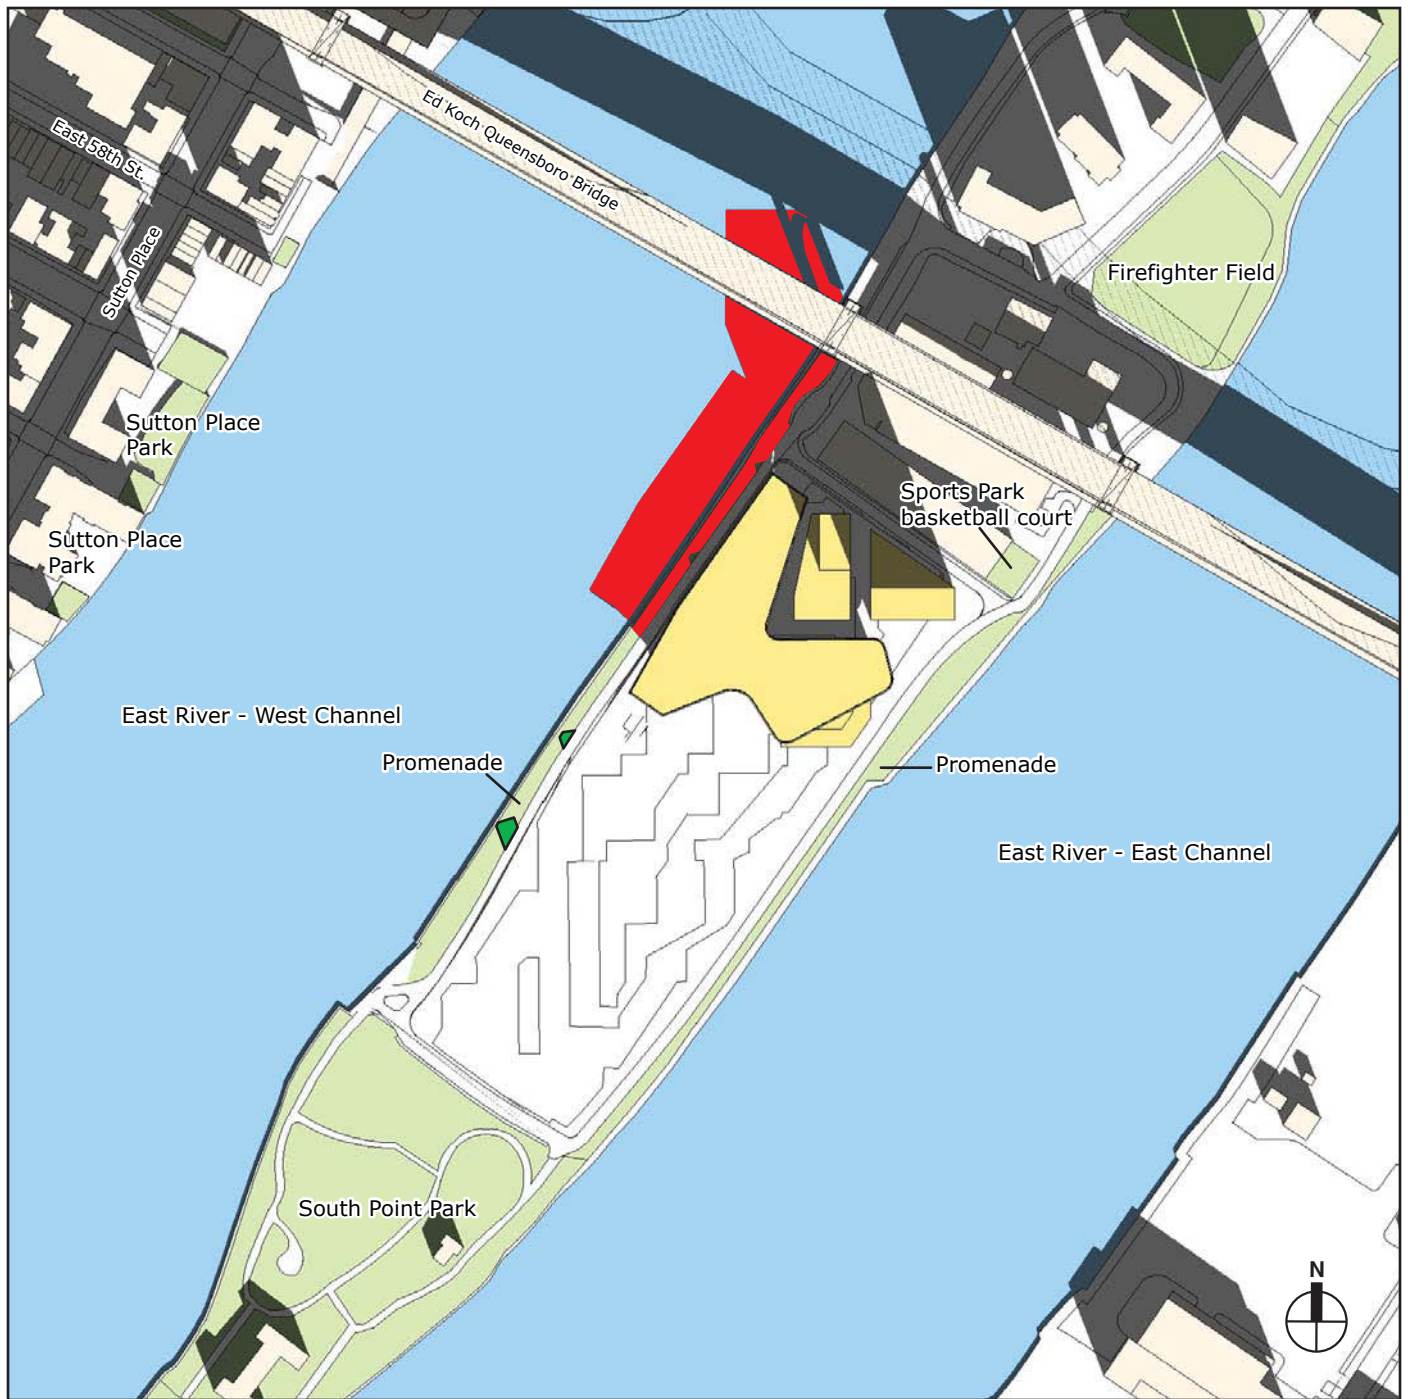 Ed Koch Queensboro Bridge
East 58th St.
Sutton Place
Firefighter Field
Sutton Place
Park
Sports Park
basketball court
Sutton Place
Park
East River - West Channel
Promenade
Promenade
East River - East Channel
South Point Park
N